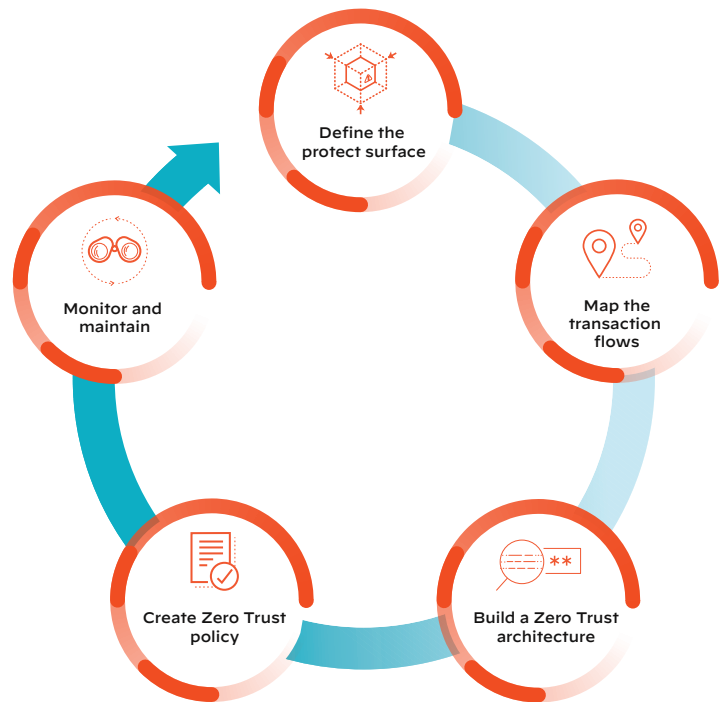 Define the
protect surface
Map the
transaction
flows
Build a Zero Trust
architecture
**
Create Zero Trust
policy
Monitor and
maintain